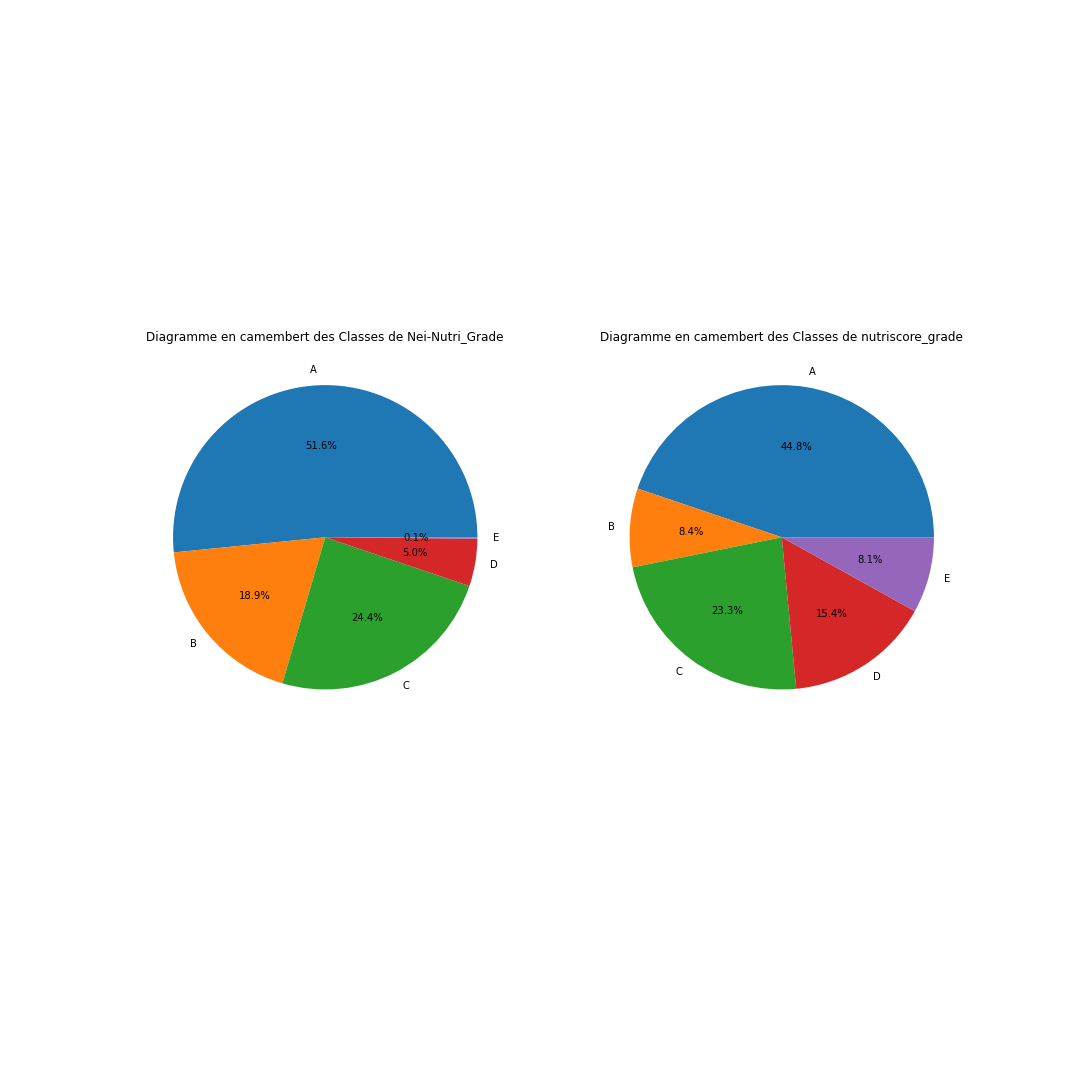 Diagramme en camembert des Classes de Nei-Nutri_Grade
A
51.6%
0.1%
E
5.0%
D
18.9%
24.4%
B
C
Diagramme en camembert des Classes de nutriscore_grade
A
44.8%
B
8.4%
8.1%
E
23.3%
15.4%
C
D